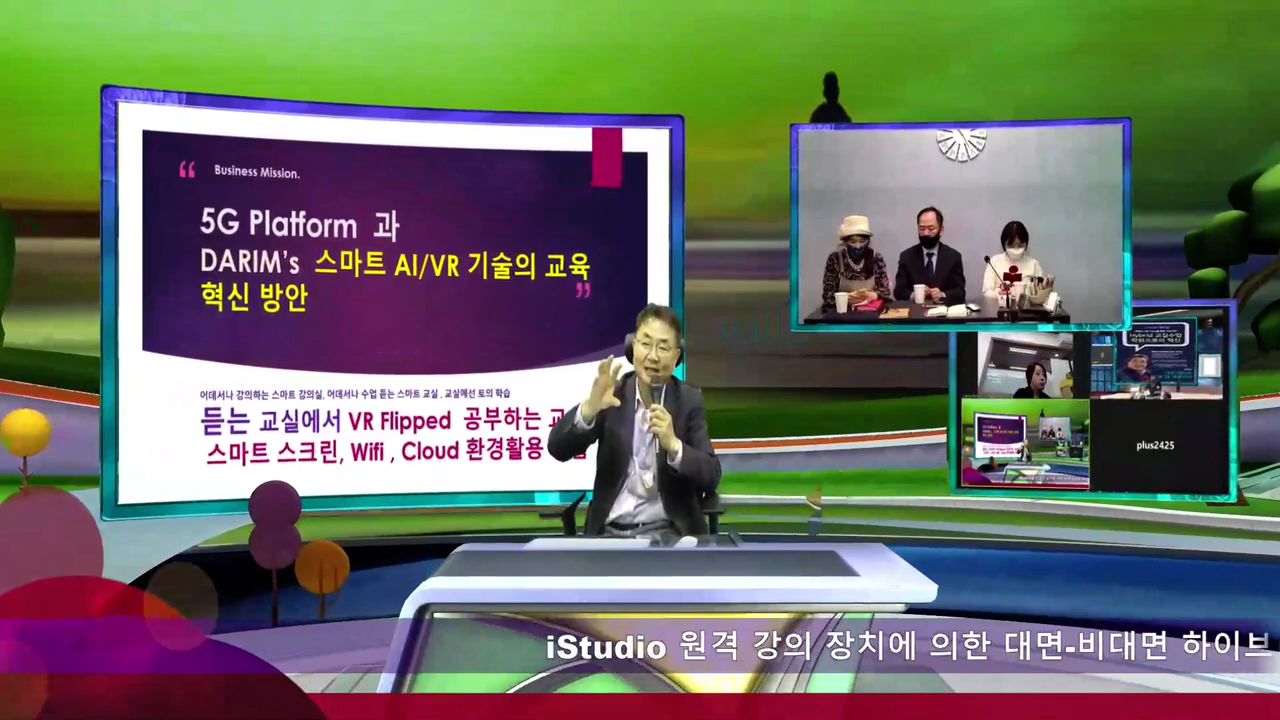 “ Business Mission.
5G Platform 과
DARIM's 스마트 AI/VR 기술의 교육
혁신 방안 ”
어데서나 강의하는 스마트 강의실, 어데서나 수업 듣는 스마트 교실 , 교실에선 토의 학습
듣는 교실에서 VR Flipped 공부하는
스마트 스크린, Wifi , Cloud 환경활용
Hybrid 교실수업
plus2425
iStudio 원격 강의 장치에 의한 대면-비대면 하이브